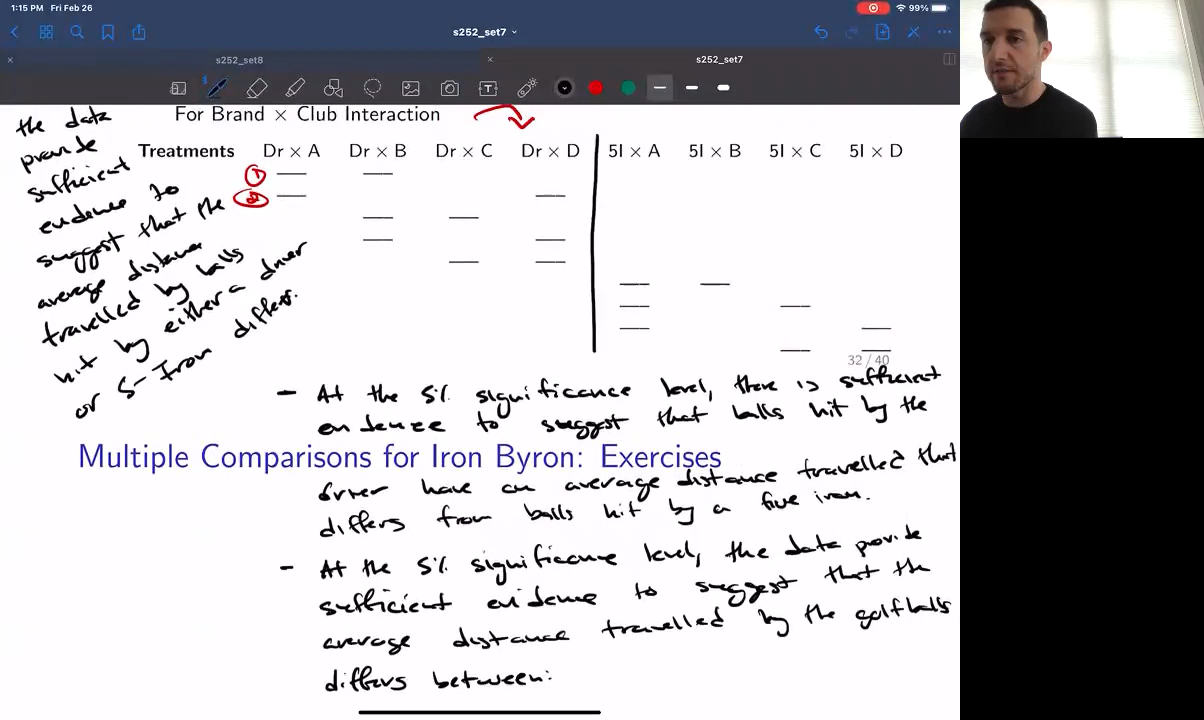 1:15 PM Fri Feb 26
99%
s252_set7
s252_set8
s252_set7
For Brand × Club Interaction
Treatments Dr × A Dr × B Dr × C Dr × D 5I × A 5I × B 5I × C 5I × D
1
2
the data
provide
sufficient
evidence to
suggest that the
average distance
travelled by balls
hit by either a driver
or 5-Iron differs.
32 / 40
- At the 5% significance level, there is sufficient
evidence to suggest that balls hit by the
Multiple Comparisons for Iron Byron: Exercises
driver have an average distance travelled that
differs from balls hit by a five iron.
- At the 5% significance level, the data provide
sufficient evidence to suggest that the
average distance travelled by the golf balls
differs between: